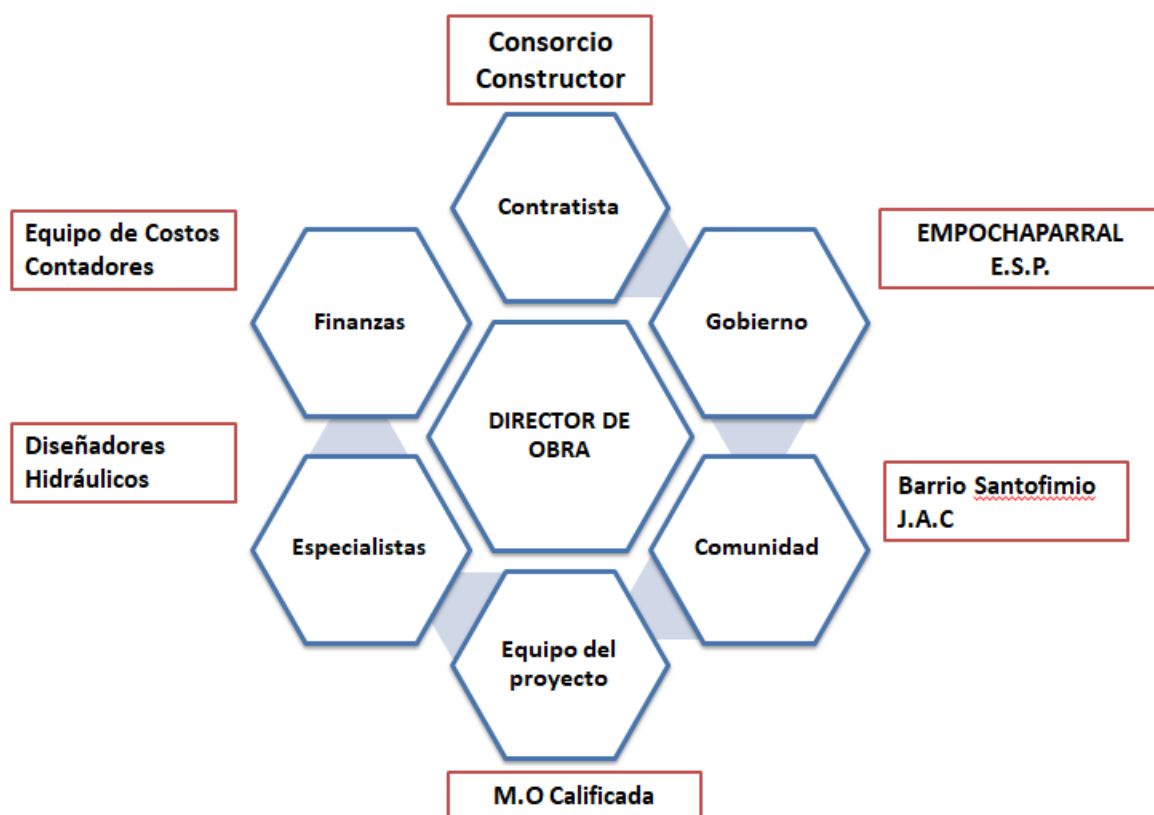 Consorcio
Constructor
Contratista
Equipo de Costos
Contadores
Finanzas
EMPOCHAPARRAL
E.S.P.
Gobierno
DIRECTOR DE
OBRA
Diseñadores
Hidráulicos
Especialistas
Barrio Santofimio
J.A.C
Comunidad
Equipo del
proyecto
M.O Calificada